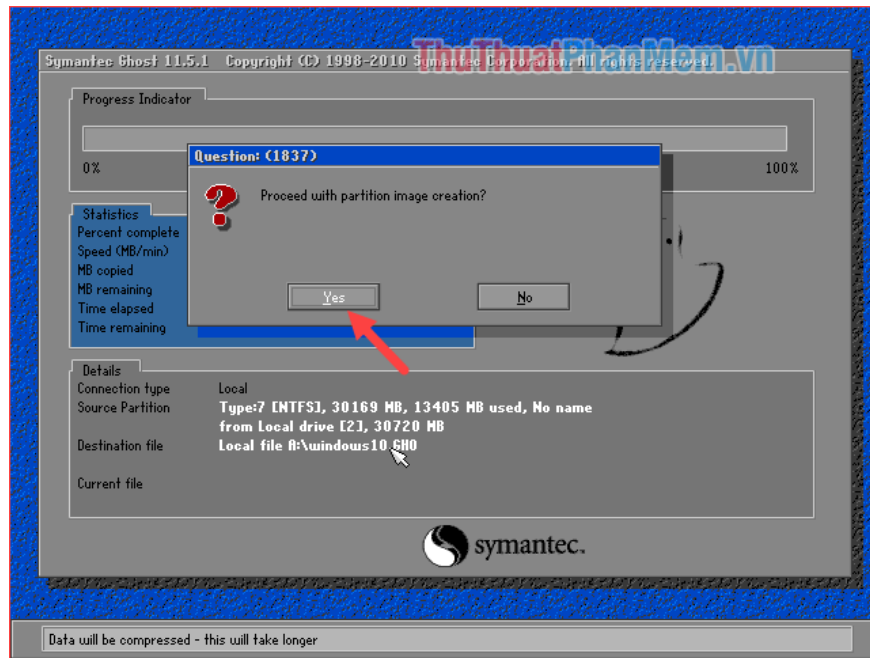 ThuThuatPhanMem.vn
Symantec Ghost 11.5.1 Copyright (C) 1998-2010 Symantec Corporation. All rights reserved.
Progress Indicator
0%
100%
Question: (1837)
Proceed with partition image creation?
Yes
No
Statistics
Percent complete
Speed (MB/min)
MB copied
MB remaining
Time elapsed
Time remaining
Details
Connection type Local
Source Partition Type:7 [NTFS], 30169 MB, 13405 MB used, No name
from Local drive [2], 30720 MB
Destination file Local file A:\windows10.GHO
Current file
symantec.
Data will be compressed - this will take longer